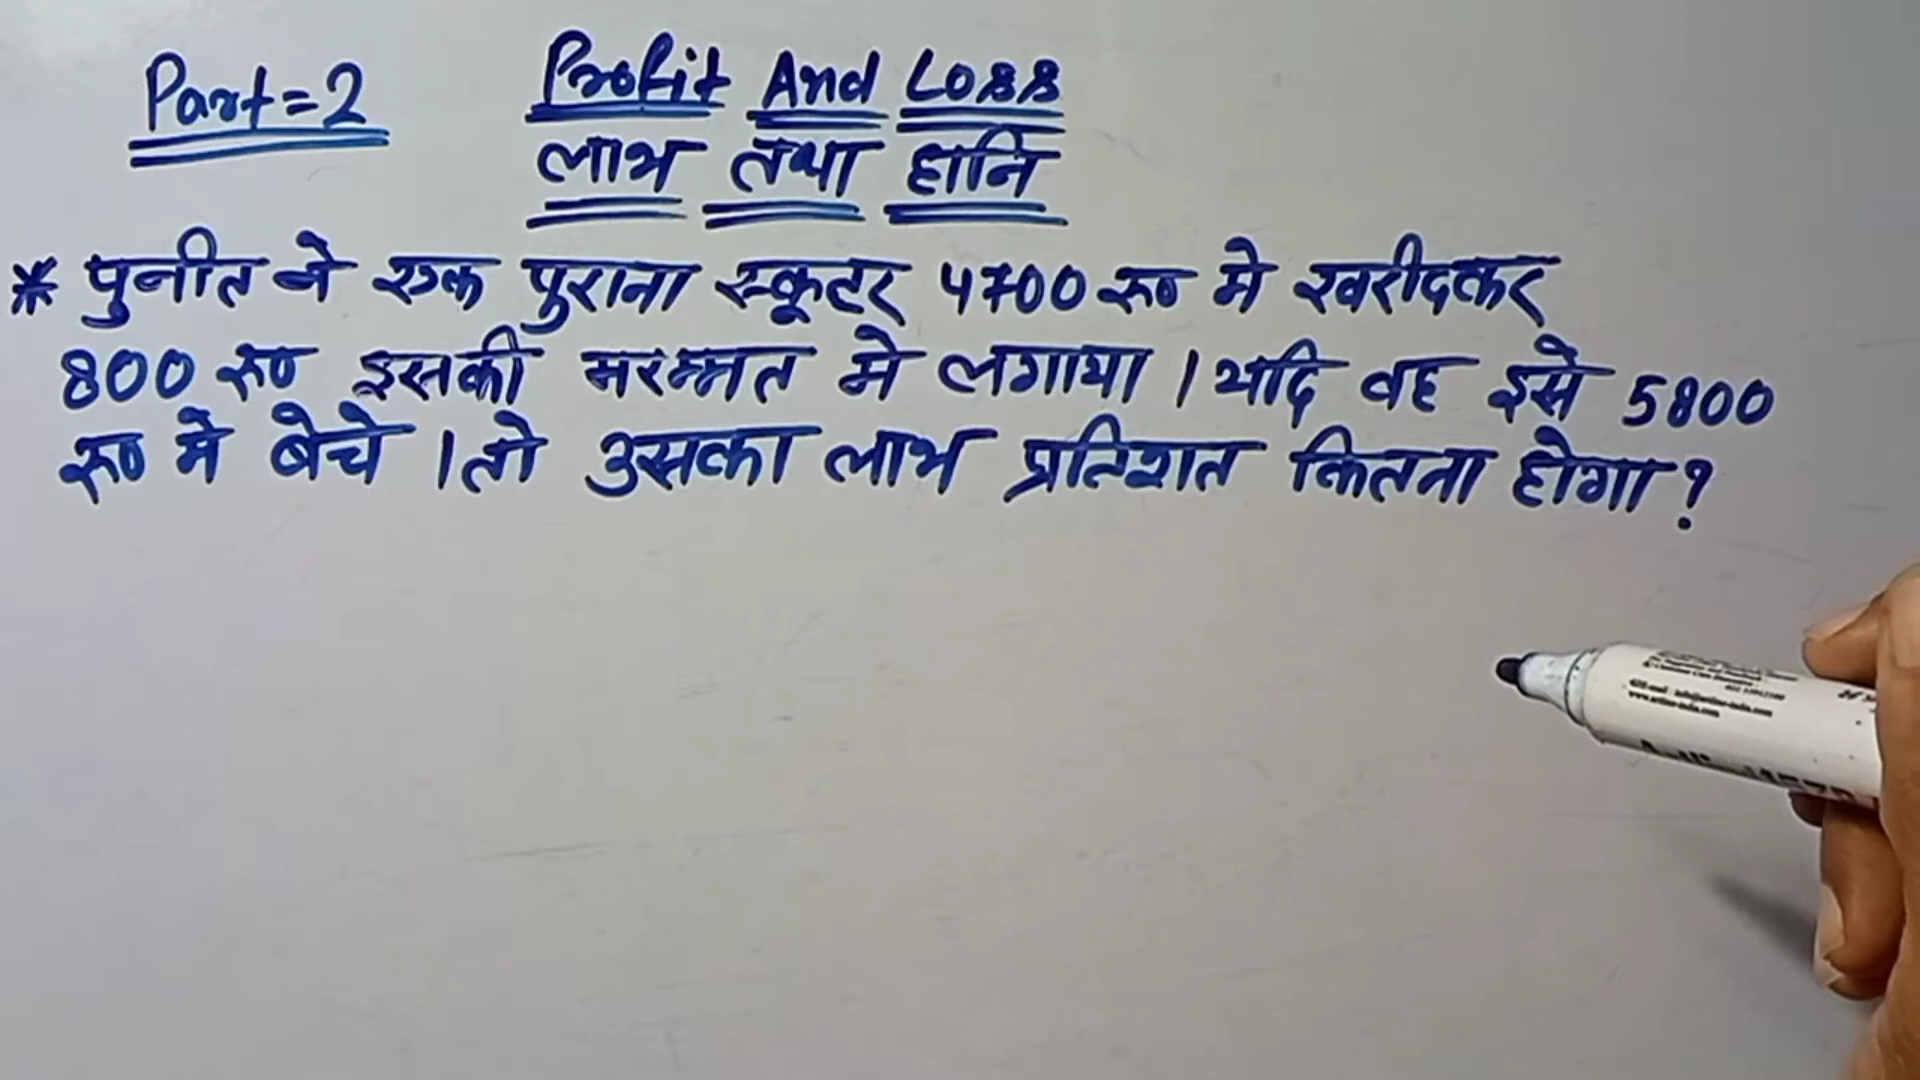 Part=2
Profit And Loss
लाभ तथा हानि
* पुनीत ने एक पुराना स्कूटर 4700 रू० मे खरीदकर
800 रू० इसकी मरम्मत मे लगाया । यदि वह इसे 5800
रू० मे बेचे । तो उसका लाभ प्रतिशत कितना होगा ?